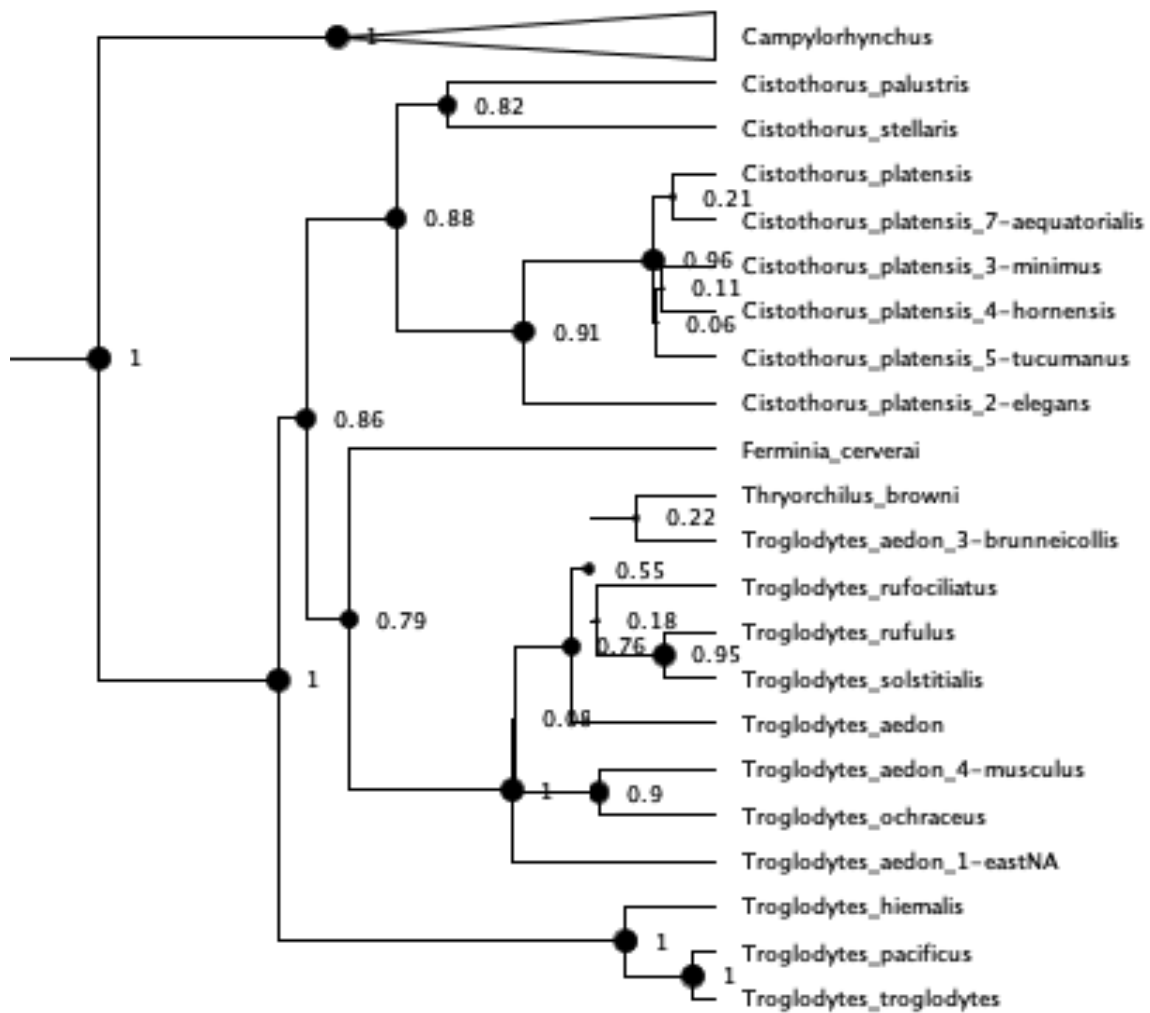 1 Campylorhynchus
Cistothorus_palustris
0.82
Cistothorus_stellaris
Cistothorus_platensis
0.21
0.88
Cistothorus_platensis_7-aequatorialis
0.96 Cistothorus_platensis_3-minimus
0.11
Cistothorus_platensis_4-hornensis
0.06
0.91
1
Cistothorus_platensis_5-tucumanus
Cistothorus_platensis_2-elegans
0.86
Ferminia_cerverai
Thryorchilus_browni
0.22
Troglodytes_aedon_3-brunneicollis
0.55
Troglodytes_rufociliatus
0.79
0.18
Troglodytes_rufulus
0.76
0.95
1
Troglodytes_solstitialis
0.08
Troglodytes_aedon
Troglodytes_aedon_4-musculus
1
0.9
Troglodytes_ochraceus
Troglodytes_aedon_1-eastNA
Troglodytes_hiemalis
1
Troglodytes_pacificus
1
Troglodytes_troglodytes